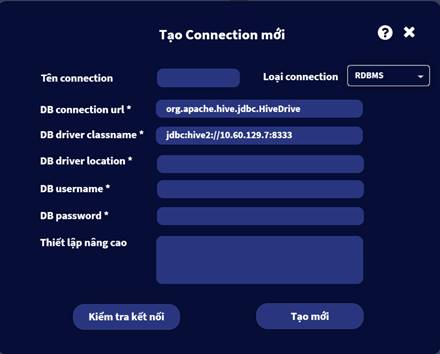 Tạo Connection mới
Tên connection
Loại connection
RDBMS
DB connection url *
org.apache.hive.jdbc.HiveDrive
DB driver classname *
jdbc:hive2://10.60.129.7:8333
DB driver location *
DB username *
DB password *
Thiết lập nâng cao
Kiểm tra kết nối
Tạo mới